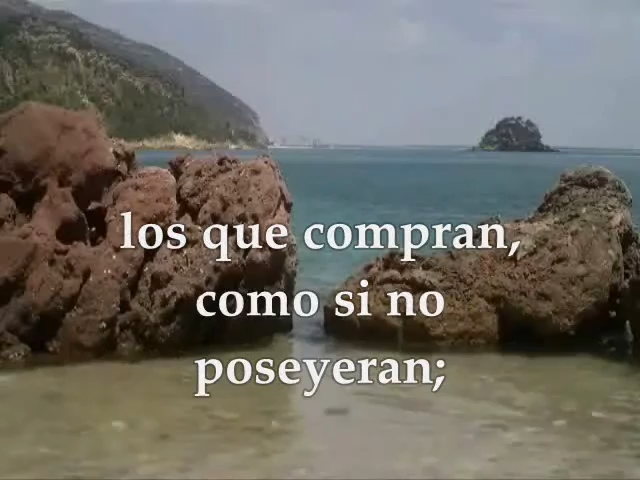 los que compran,
como si no
poseyeran;